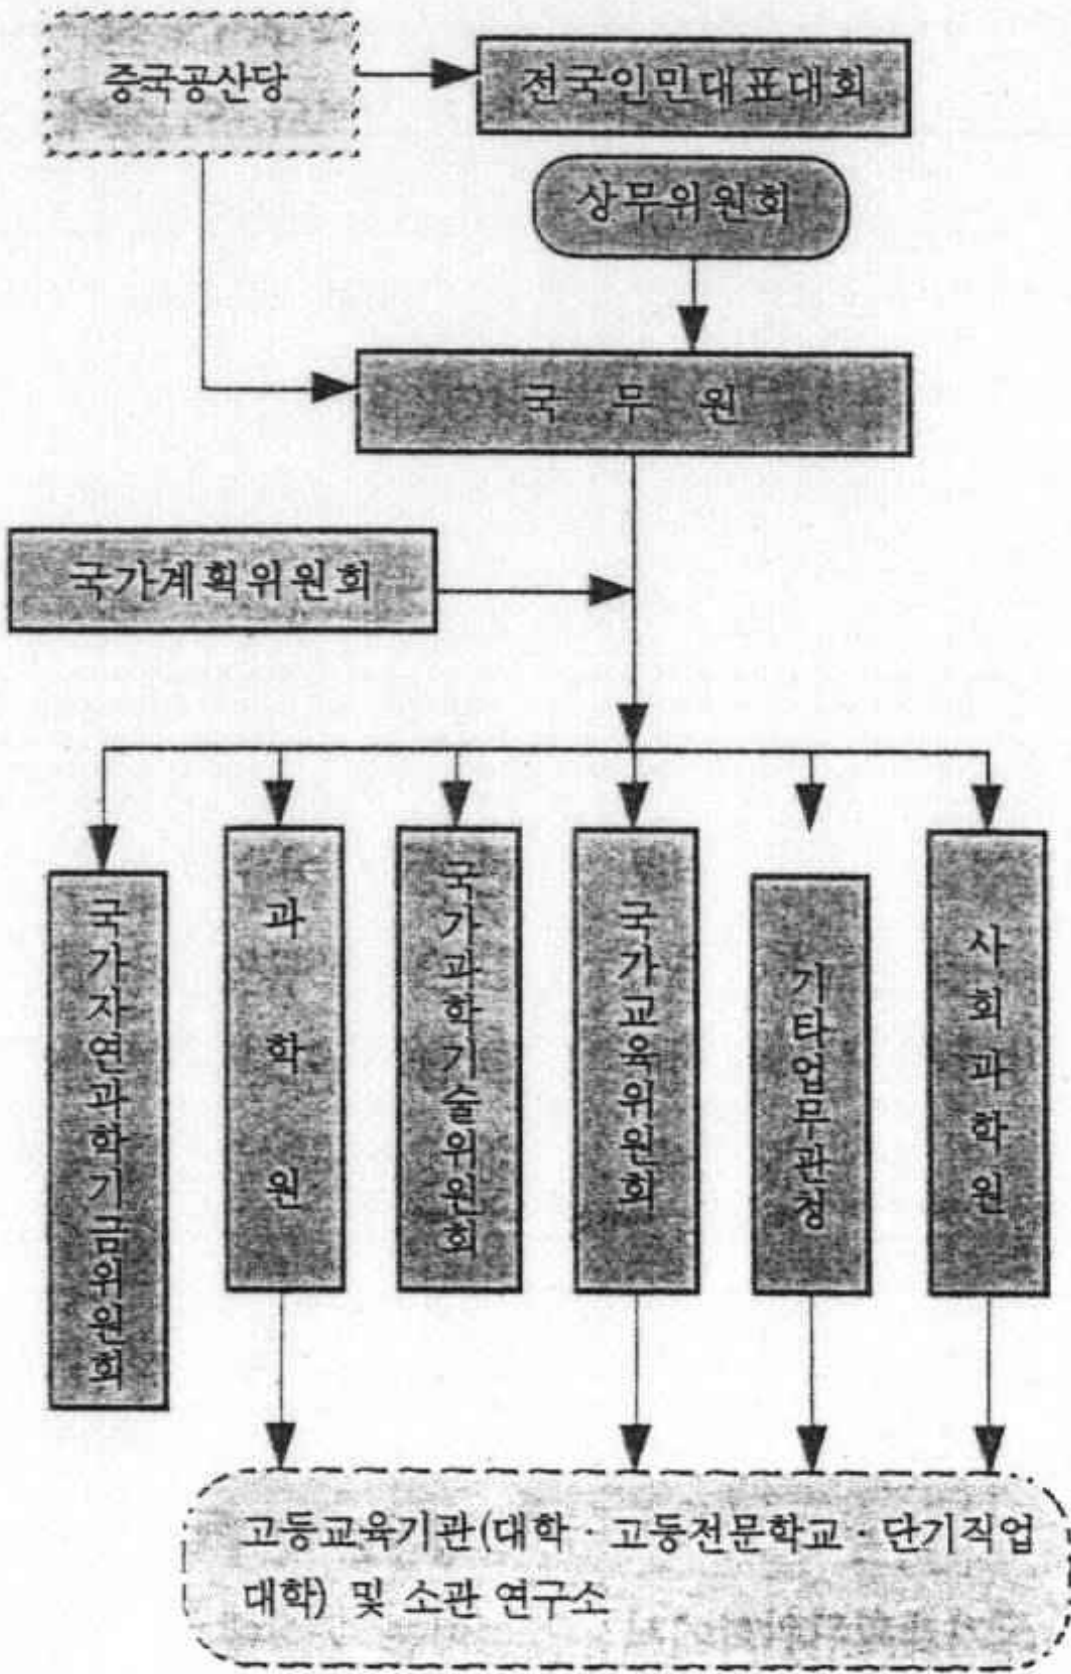 중국공산당
전국인민대표대회
상무위원회
국 무 원
국가계획위원회
국가자연과학기금위원회
과 학 원
국가과학기술위원회
국가교육위원회
기타업무관청
사회과학원
고등교육기관(대학 · 고등전문학교 · 단기직업
대학) 및 소관 연구소